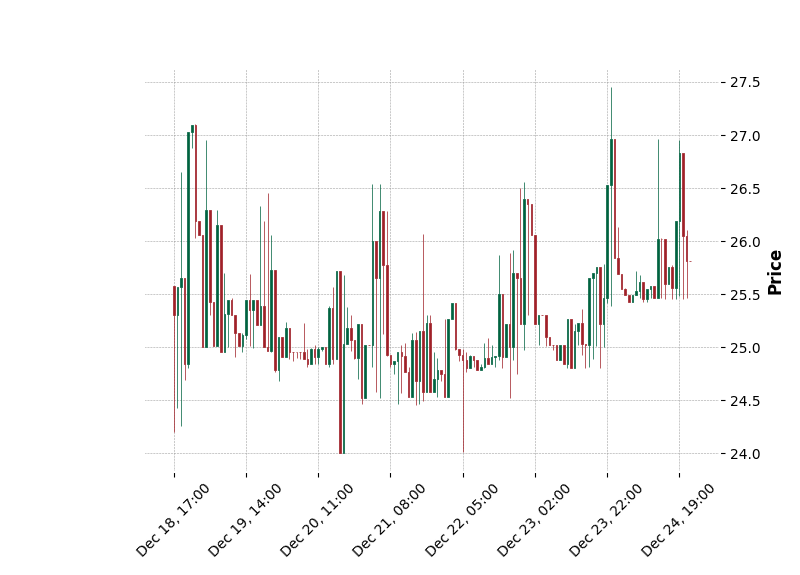 27.5
27.0
26.5
26.0
25.5
25.0
24.5
24.0
Price
Dec 18, 17:00
Dec 19, 14:00
Dec 20, 11:00
Dec 21, 08:00
Dec 22, 05:00
Dec 23, 02:00
Dec 23, 22:00
Dec 24, 19:00